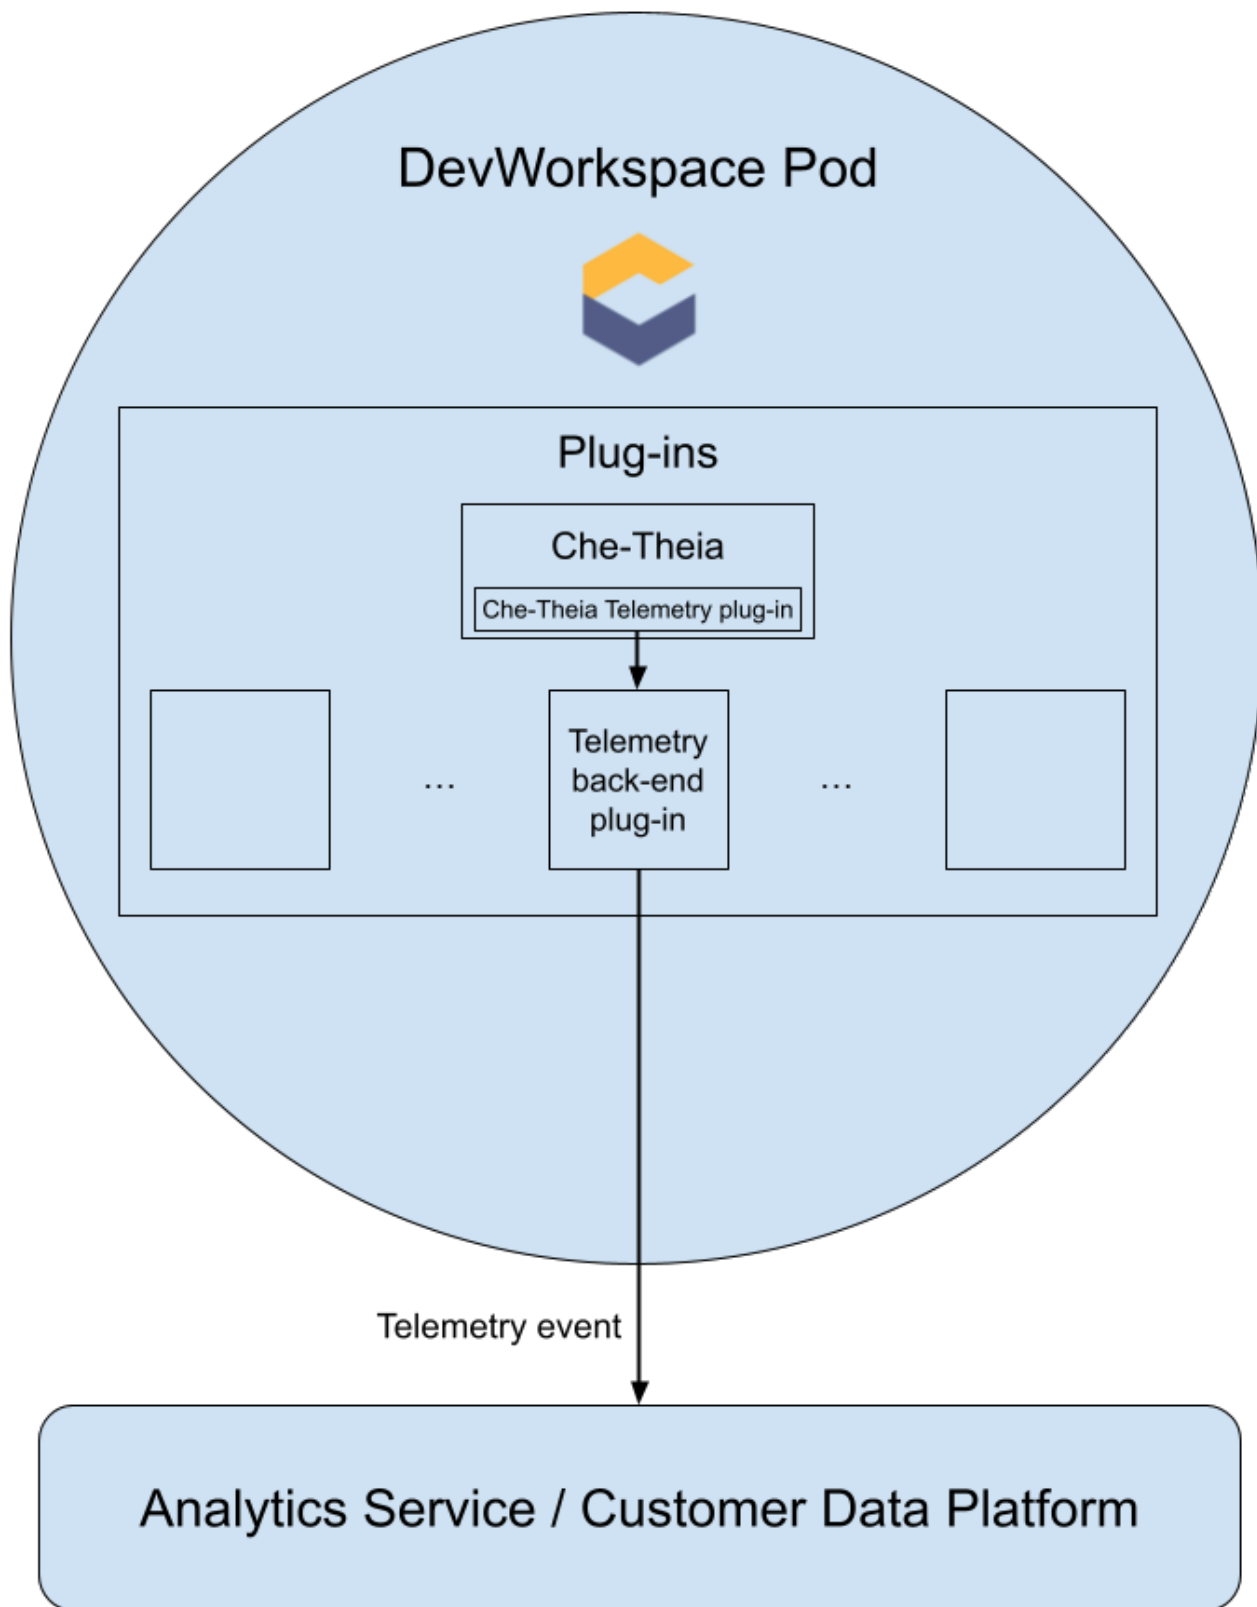 DevWorkspace Pod
Plug-ins
Che-Theia
Che-Theia Telemetry plug-in
Telemetry
back-end
plug-in
...
...
Telemetry event
Analytics Service / Customer Data Platform